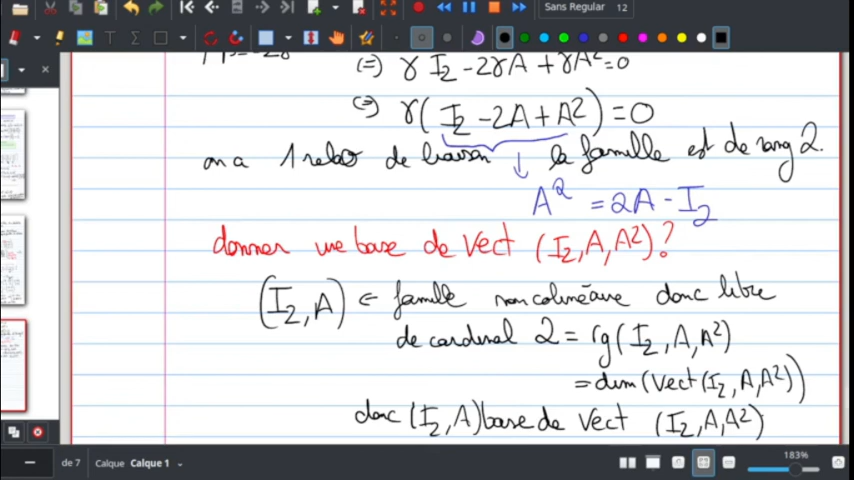 Sans Regular 12
(=) γ I₂ - 2γA + γA² = 0
(=) γ( I₂ - 2A + A² ) = 0
on a 1 relat° de liaison la famille est de rang 2.
A² = 2A - I₂
donner une base de Vect (I₂, A, A²)?
(I₂, A) ← famille non colinéaire donc libre
de cardinal 2 = rg(I₂, A, A²)
= dim(Vect(I₂, A, A²))
donc (I₂, A) base de Vect (I₂, A, A²)
de 7 Calque Calque 1 183%